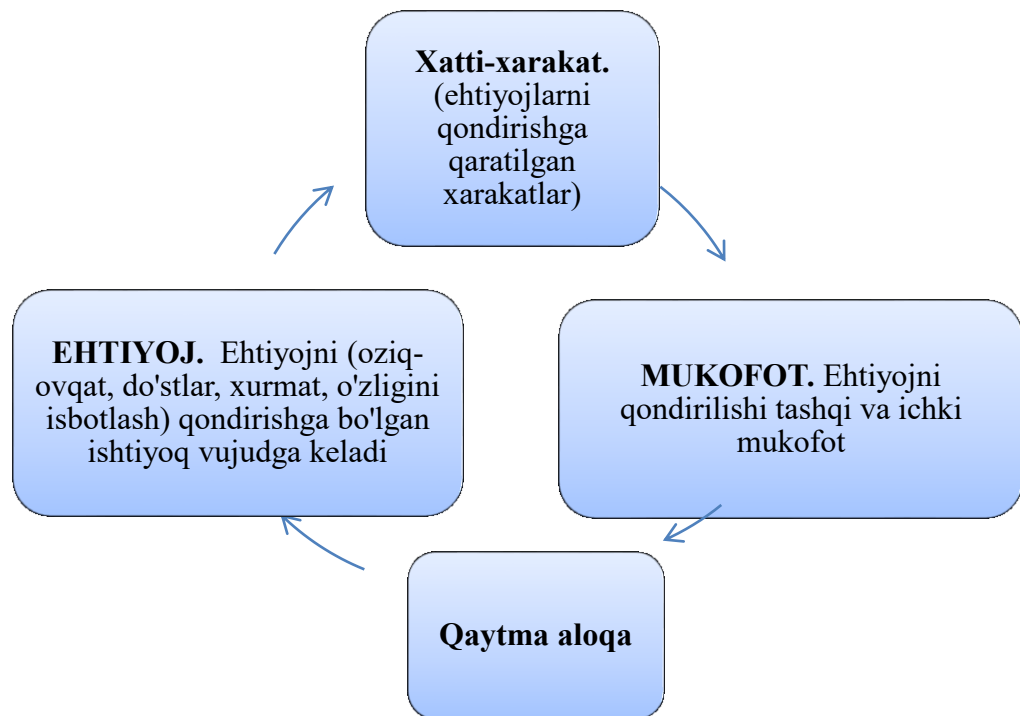 Xatti-xarakat.
(ehtiyojlarni
qondirishga
qaratilgan
xarakatlar)
EHTIYOJ. Ehtiyojni (oziq-
ovqat, do'stlar, xurmat, o'zligini
isbotlash) qondirishga bo'lgan
ishtiyoq vujudga keladi
MUKOFOT. Ehtiyojni
qondirilishi tashqi va ichki
mukofot
Qaytma aloqa